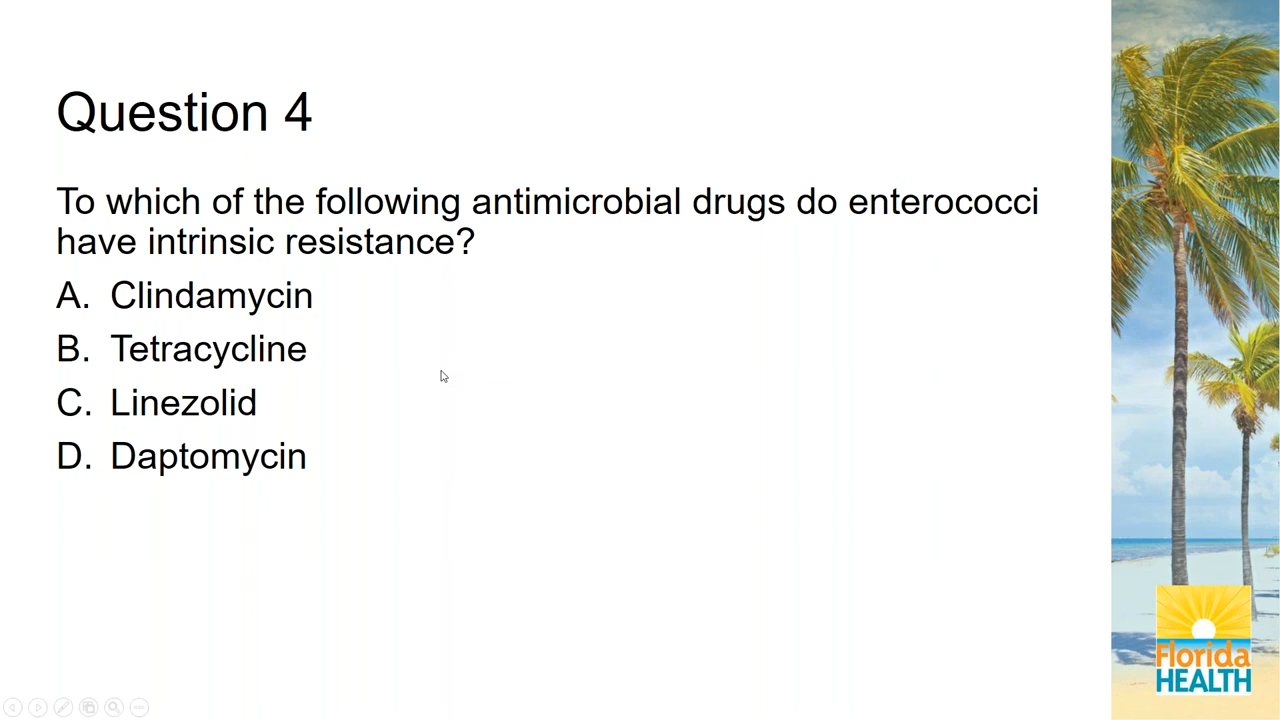 Question 4
To which of the following antimicrobial drugs do enterococci
have intrinsic resistance?
A. Clindamycin
B. Tetracycline
C. Linezolid
D. Daptomycin
Florida
HEALTH